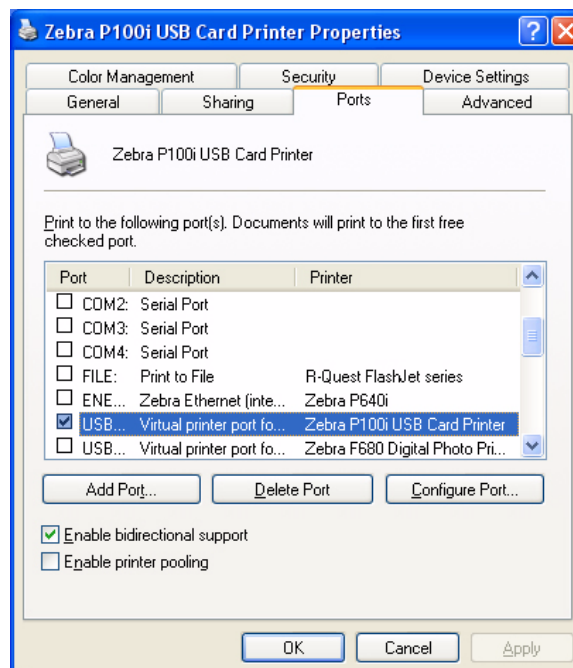 Zebra P100i USB Card Printer Properties
Color Management Security Device Settings
General Sharing Ports Advanced
Zebra P100i USB Card Printer
Print to the following port(s). Documents will print to the first free
checked port.
Port Description Printer
COM2: Serial Port
COM3: Serial Port
COM4: Serial Port
FILE: Print to File R-Quest FlashJet series
ENE... Zebra Ethernet (inte... Zebra P640i
USB... Virtual printer port fo... Zebra P100i USB Card Printer
USB... Virtual printer port fo... Zebra F680 Digital Photo Pri...
Add Port... Delete Port Configure Port...
Enable bidirectional support
Enable printer pooling
OK Cancel Apply